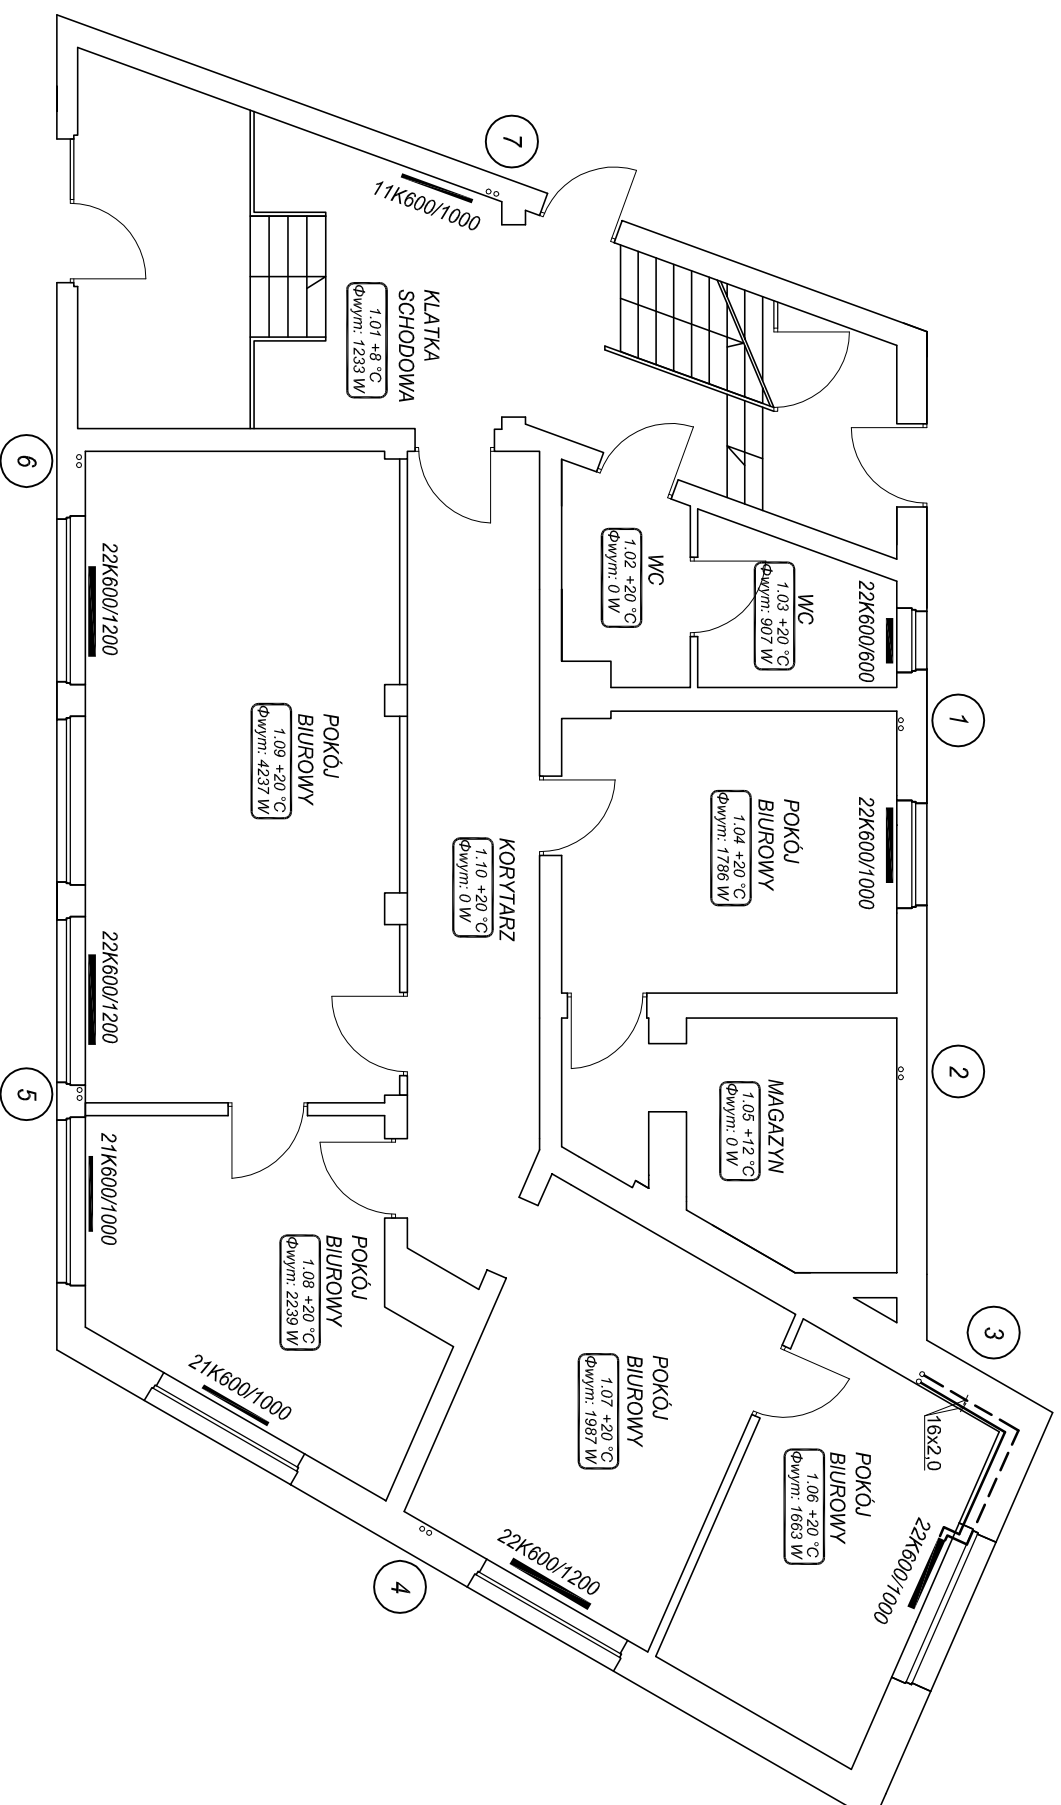 7
11K600/1000
KLATKA
SCHODOWA
1.01 +8 °C
Φwym: 1233 W
6
WC
1.02 +20 °C
Φwym: 0 W
WC
1.03 +20 °C
Φwym: 907 W
22K600/600
1
22K600/1200
POKÓJ
BIUROWY
1.09 +20 °C
Φwym: 4237 W
22K600/1200
5
KORYTARZ
1.10 +20 °C
Φwym: 0 W
POKÓJ
BIUROWY
1.04 +20 °C
Φwym: 1786 W
22K600/1000
2
MAGAZYN
1.05 +12 °C
Φwym: 0 W
3
21K600/1000
POKÓJ
BIUROWY
1.08 +20 °C
Φwym: 2239 W
21K600/1000
POKÓJ
BIUROWY
1.07 +20 °C
Φwym: 1987 W
22K600/1200
4
16x2,0
POKÓJ
BIUROWY
1.06 +20 °C
Φwym: 1663 W
22K600/1000